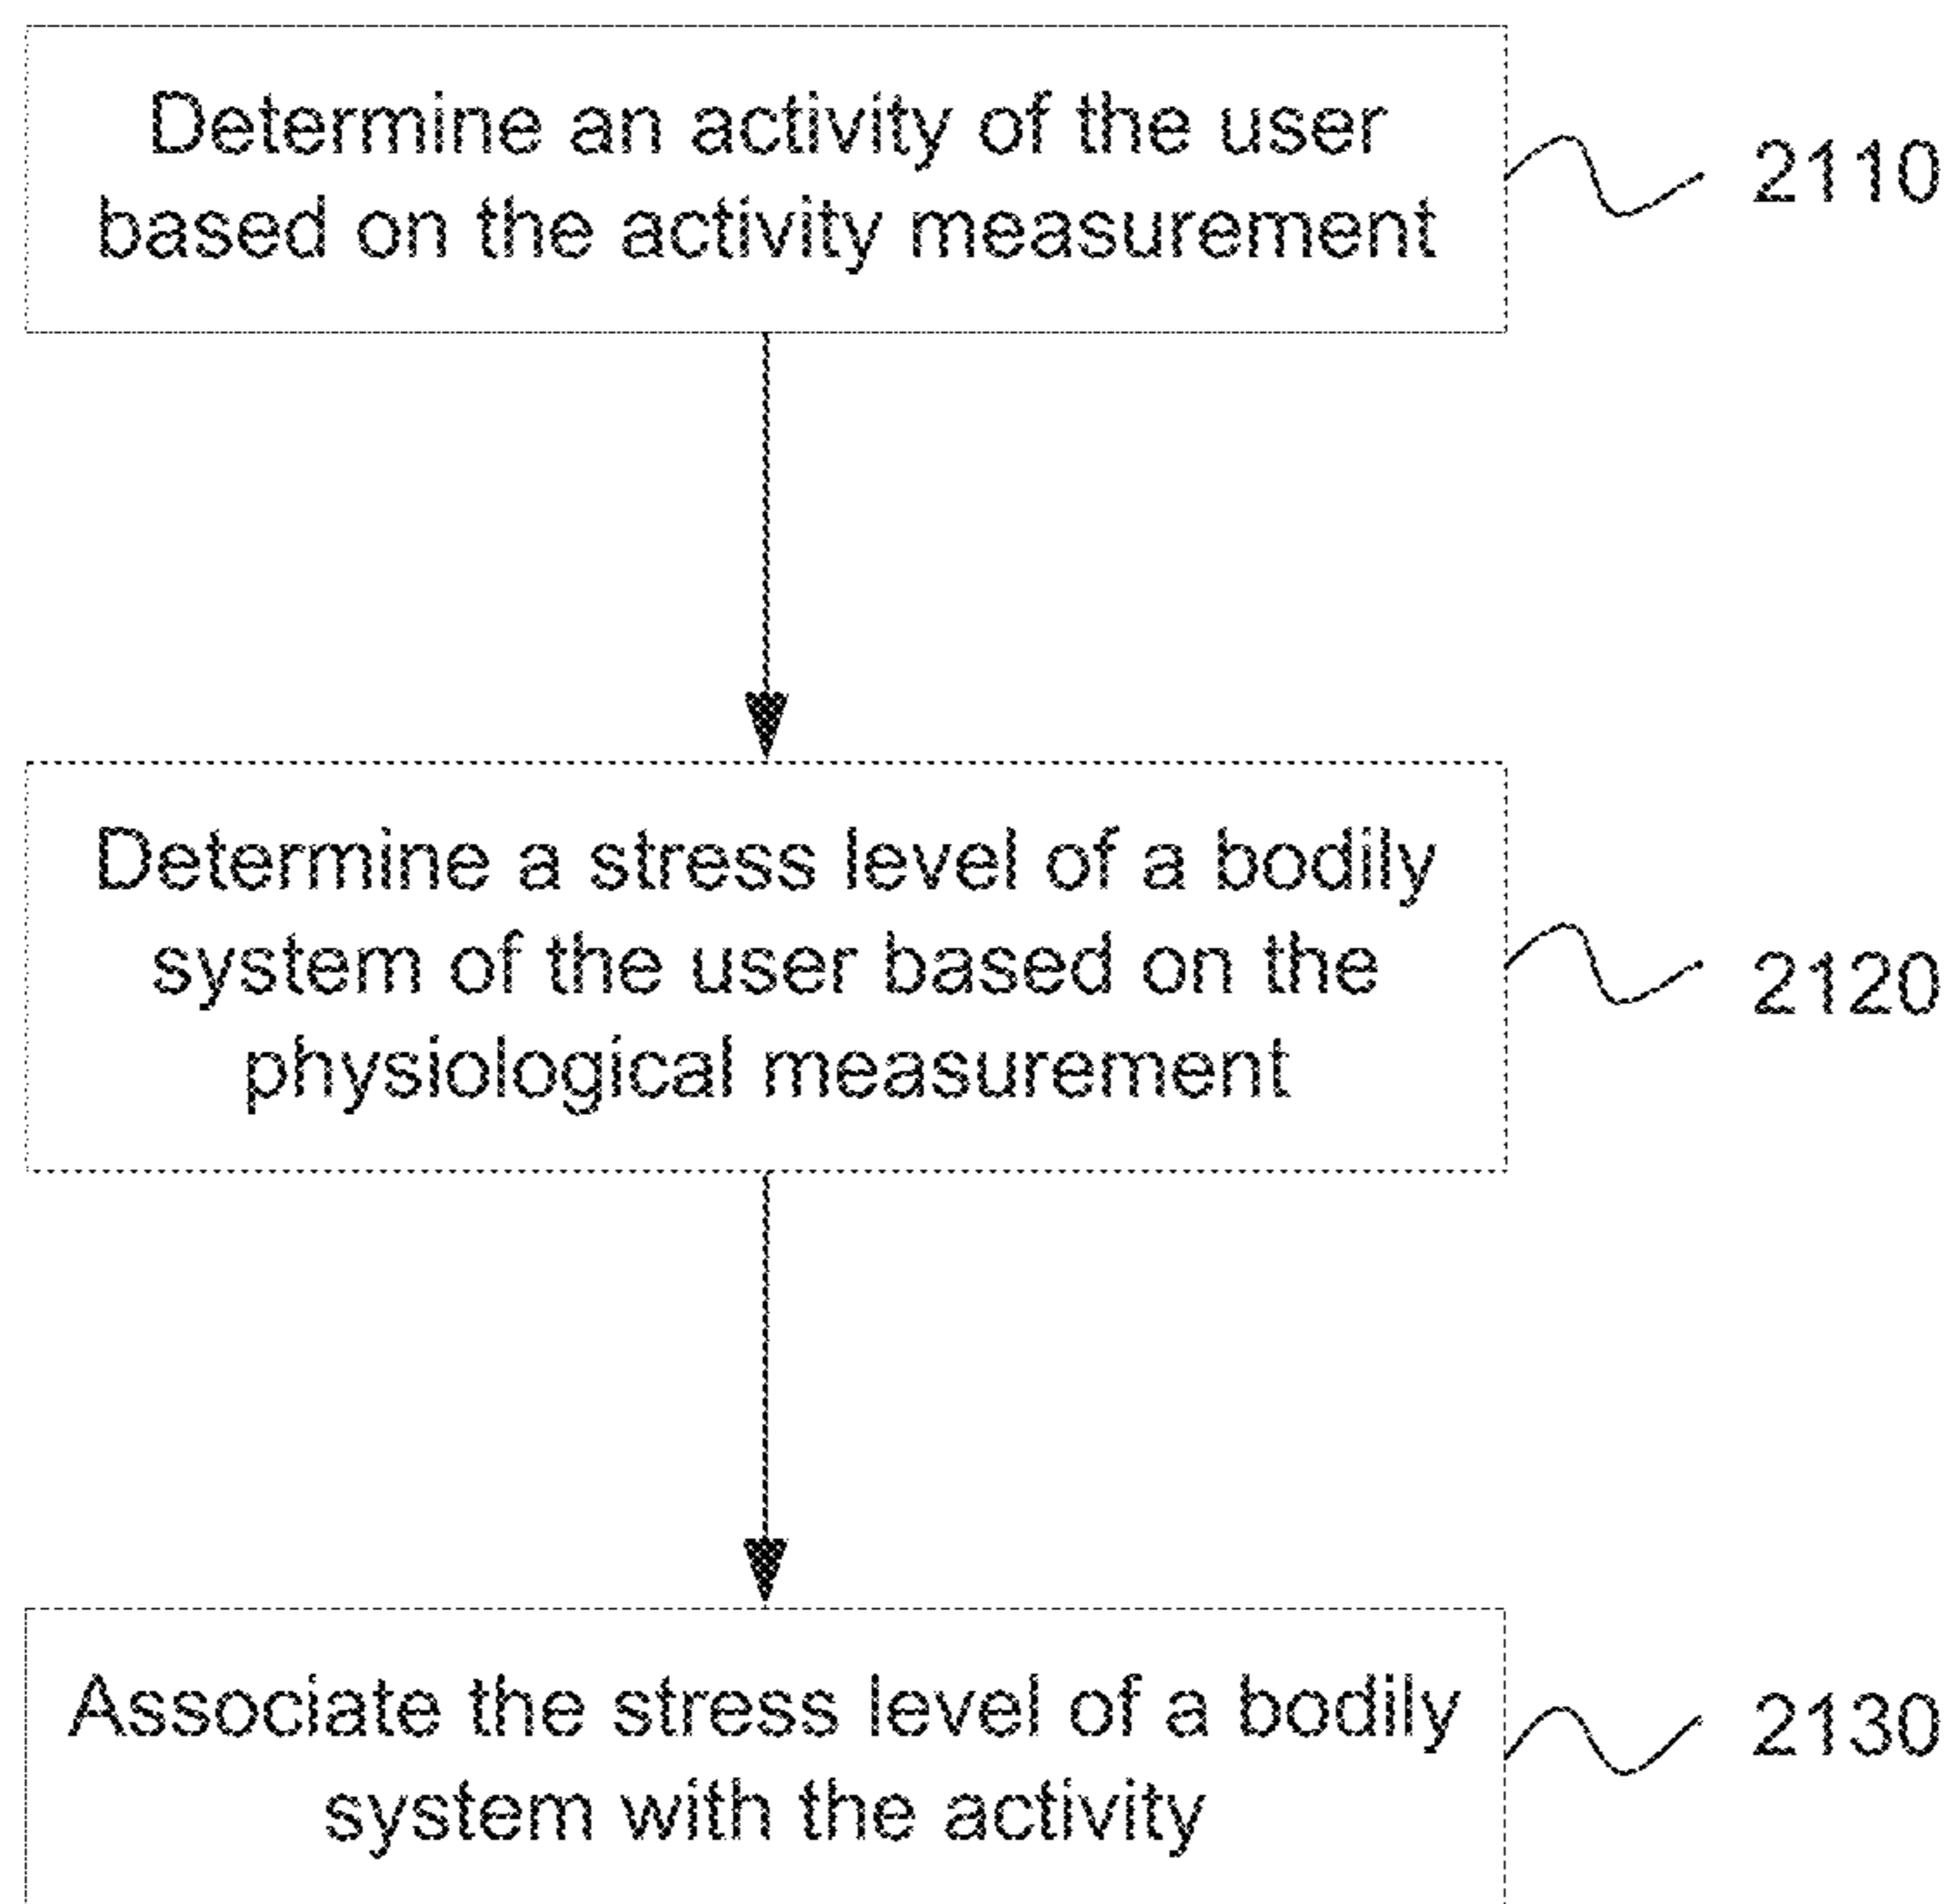 Determine an activity of the user
based on the activity measurement
2110
Determine a stress level of a bodily
system of the user based on the
physiological measurement
2120
Associate the stress level of a bodily
system with the activity
2130